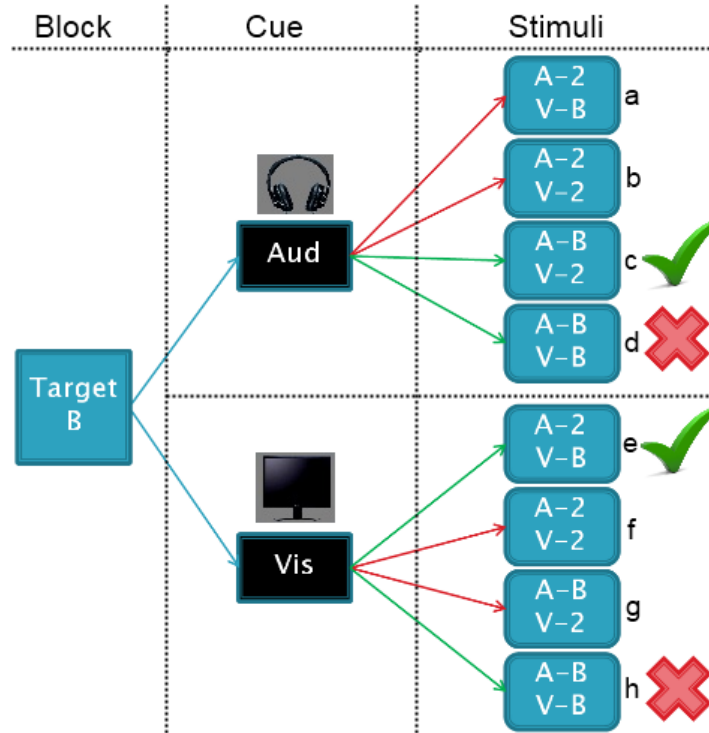 Block Cue Stimuli
A-2
V-B
a
A-2
V-2
b
Aud
A-B
V-2
c
A-B
V-B
d
Target
B
A-2
V-B
e
A-2
V-2
f
Vis
A-B
V-2
g
A-B
V-B
h